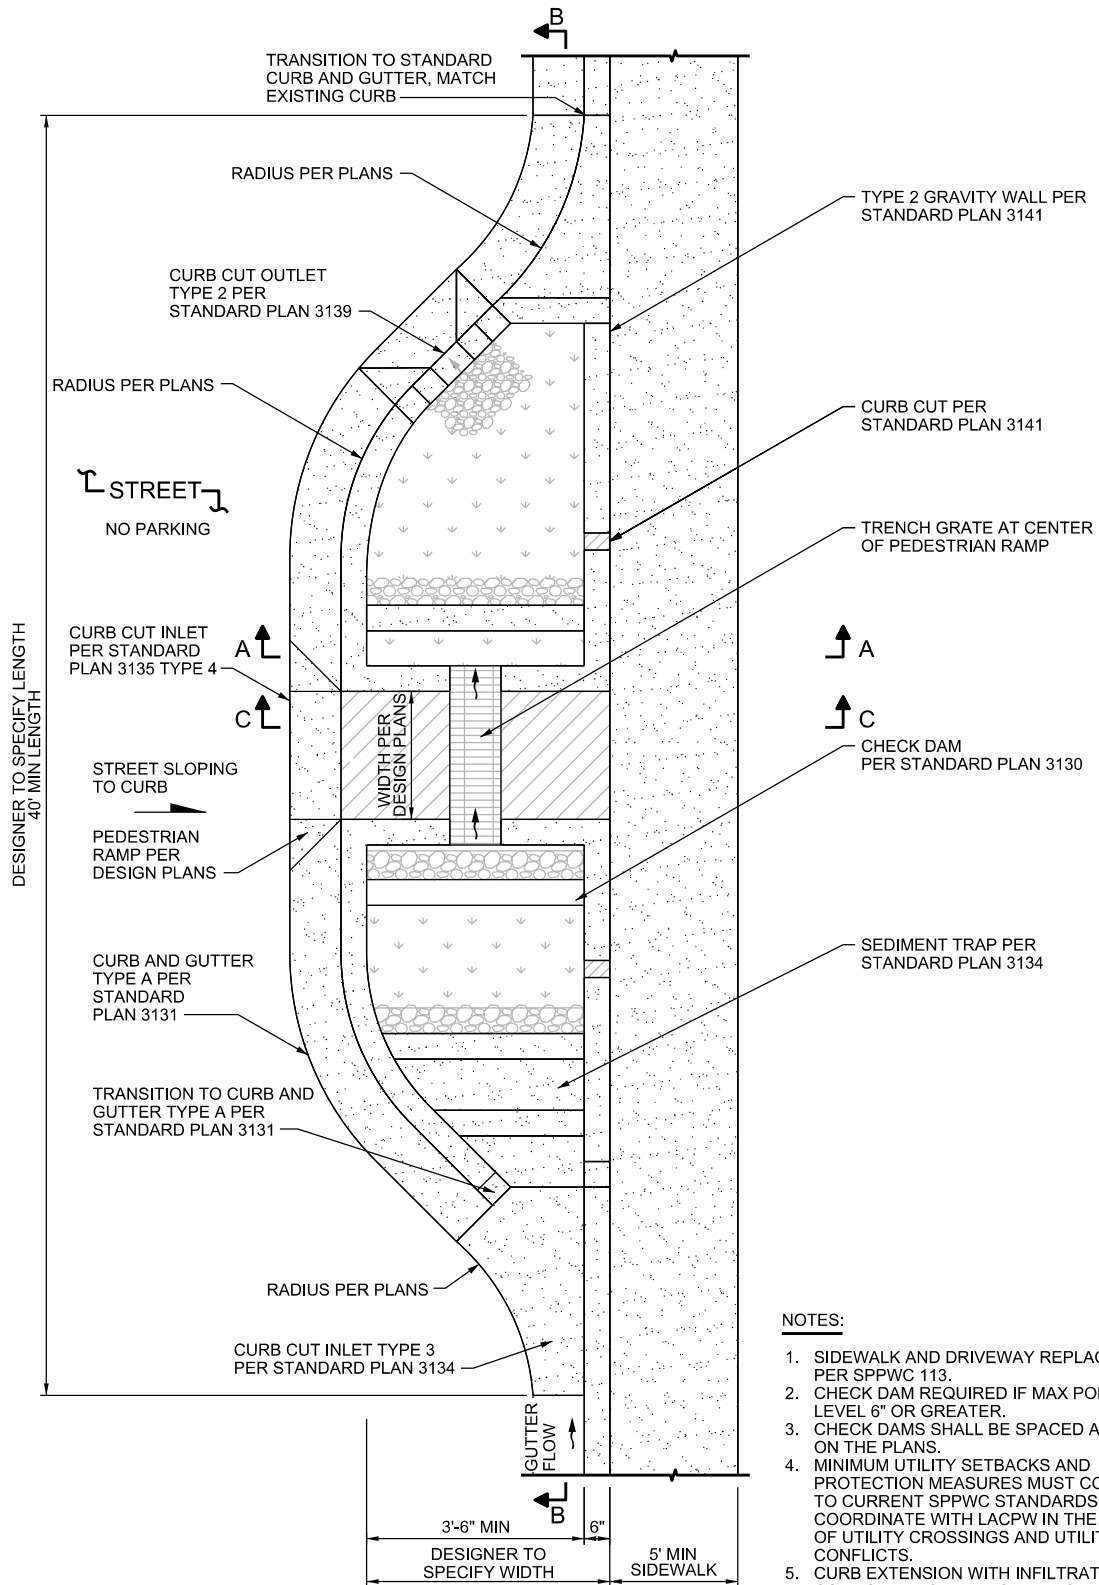 B
TRANSITION TO STANDARD
CURB AND GUTTER, MATCH
EXISTING CURB
RADIUS PER PLANS
TYPE 2 GRAVITY WALL PER
STANDARD PLAN 3141
CURB CUT OUTLET
TYPE 2 PER
STANDARD PLAN 3139
RADIUS PER PLANS
CURB CUT PER
STANDARD PLAN 3141
STREET
NO PARKING
TRENCH GRATE AT CENTER
OF PEDESTRIAN RAMP
CURB CUT INLET
PER STANDARD
PLAN 3135 TYPE 4
A
A
C
C
DESIGNER TO SPECIFY LENGTH
40' MIN LENGTH
WIDTH PER
DESIGN PLANS
CHECK DAM
PER STANDARD PLAN 3130
STREET SLOPING
TO CURB
PEDESTRIAN
RAMP PER
DESIGN PLANS
CURB AND GUTTER
TYPE A PER
STANDARD
PLAN 3131
SEDIMENT TRAP PER
STANDARD PLAN 3134
TRANSITION TO CURB AND
GUTTER TYPE A PER
STANDARD PLAN 3131
RADIUS PER PLANS
CURB CUT INLET TYPE 3
PER STANDARD PLAN 3134
GUTTER
FLOW
B
3'-6" MIN
6"
DESIGNER TO
SPECIFY WIDTH
5' MIN
SIDEWALK
NOTES:
1. SIDEWALK AND DRIVEWAY
PER SPPWC 113.
2. CHECK DAM REQUIRED IF MAX
LEVEL 6" OR GREATER.
3. CHECK DAMS SHALL BE SPACED
ON THE PLANS.
4. MINIMUM UTILITY SETBACKS AND
PROTECTION MEASURES MUST
TO CURRENT SPPWC STANDARDS
COORDINATE WITH LACPW IN THE
OF UTILITY CROSSINGS AND
CONFLICTS.
5. CURB EXTENSION WITH